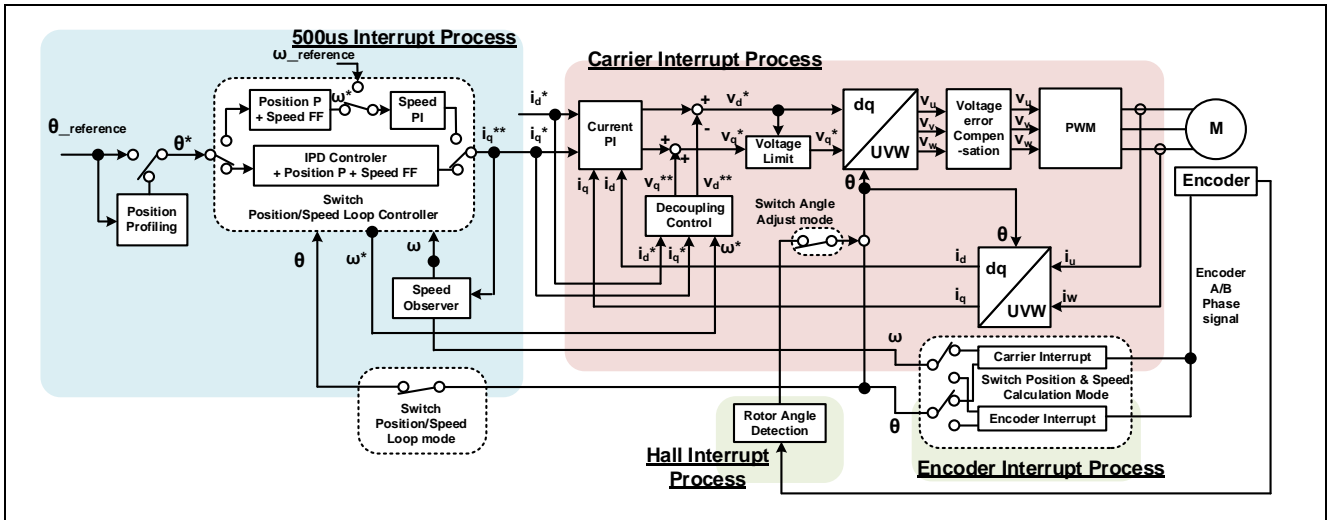 500us Interrupt Process
ω_reference
θ_reference
θ*
Position P
+ Speed FF
ω*
Speed
PI
IPD Controler
+ Position P + Speed FF
Switch
Position/Speed Loop Controller
Position
Profiling
θ
ω*
ω
Speed
Observer
Switch
Position/Speed
Loop mode
Carrier Interrupt Process
i_d*
i_q**
i_q*
Current
PI
i_q
i_d
+
+
+
-
v_d*
v_q*
v_q**
v_d**
Decoupling
Control
i_d*
i_q*
ω*
Voltage
Limit
v_q*
dq
UVW
θ
v_u
v_v
v_w
Voltage
error
Compen
-sation
v_u
v_v
v_w
PWM
M
Encoder
Switch Angle
Adjust mode
θ
dq
UVW
i_d
i_q
i_u
iw
Encoder
A/B
Phase
signal
ω
θ
Carrier Interrupt
Switch Position & Speed
Calculation Mode
Encoder Interrupt
Rotor Angle
Detection
Hall Interrupt
Process
Encoder Interrupt Process